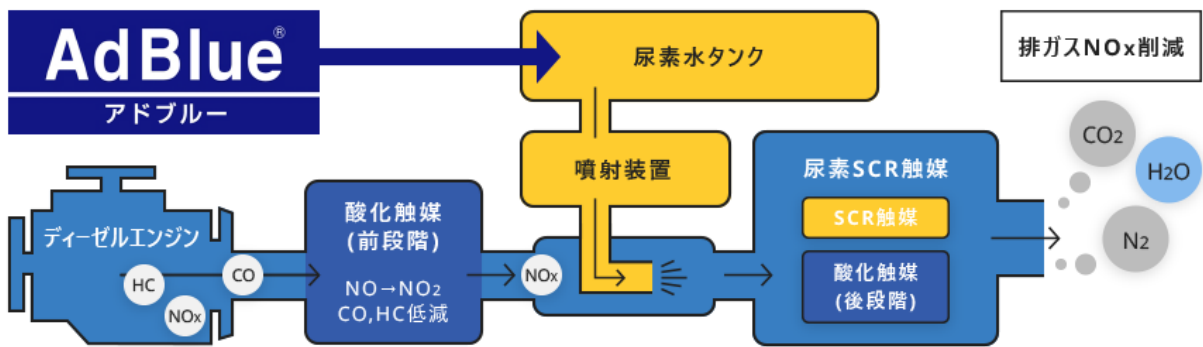 AdBlue®
アドブルー
尿素水タンク
排ガスNOx削減
噴射装置
ディーゼルエンジン
HC
NOx
CO
酸化触媒
(前段階)
NO→NO2
CO,HC低減
NOx
尿素SCR触媒
SCR触媒
酸化触媒
(後段階)
CO2
H2O
N2